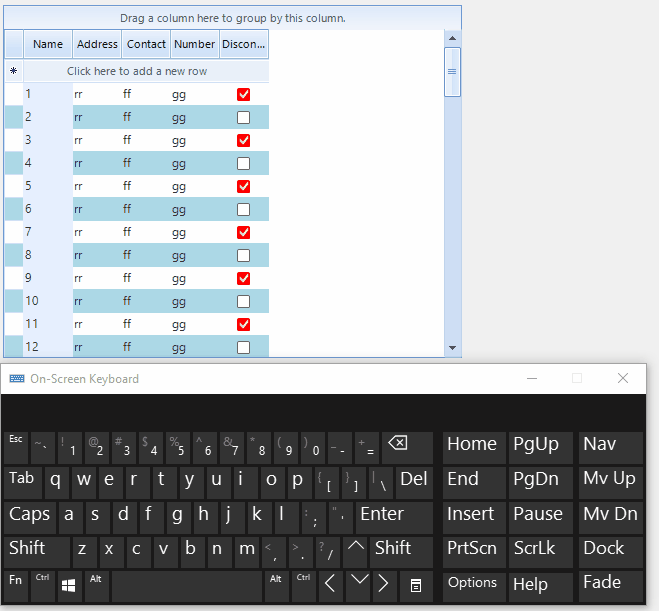 Drag a column here to group by this column.
Name Address Contact Number Discon...
Click here to add a new row
1 rr ff gg
2 rr ff gg
3 rr ff gg
4 rr ff gg
5 rr ff gg
6 rr ff gg
7 rr ff gg
8 rr ff gg
9 rr ff gg
10 rr ff gg
11 rr ff gg
12 rr ff gg
On-Screen Keyboard
Esc ~ ` ! 1 @ 2 # 3 $ 4 % 5 ^ 6 & 7 * 8 ( 9 ) 0 _ - + = Home PgUp Nav
Tab q w e r t y u i o p { [ } ] | \ Del End PgDn Mv Up
Caps a s d f g h j k l : ; " ' Enter Insert Pause Mv Dn
Shift z x c v b n m < , > . ? / Shift PrtScn ScrLk Dock
Fn Ctrl Alt Alt Ctrl Options Help Fade